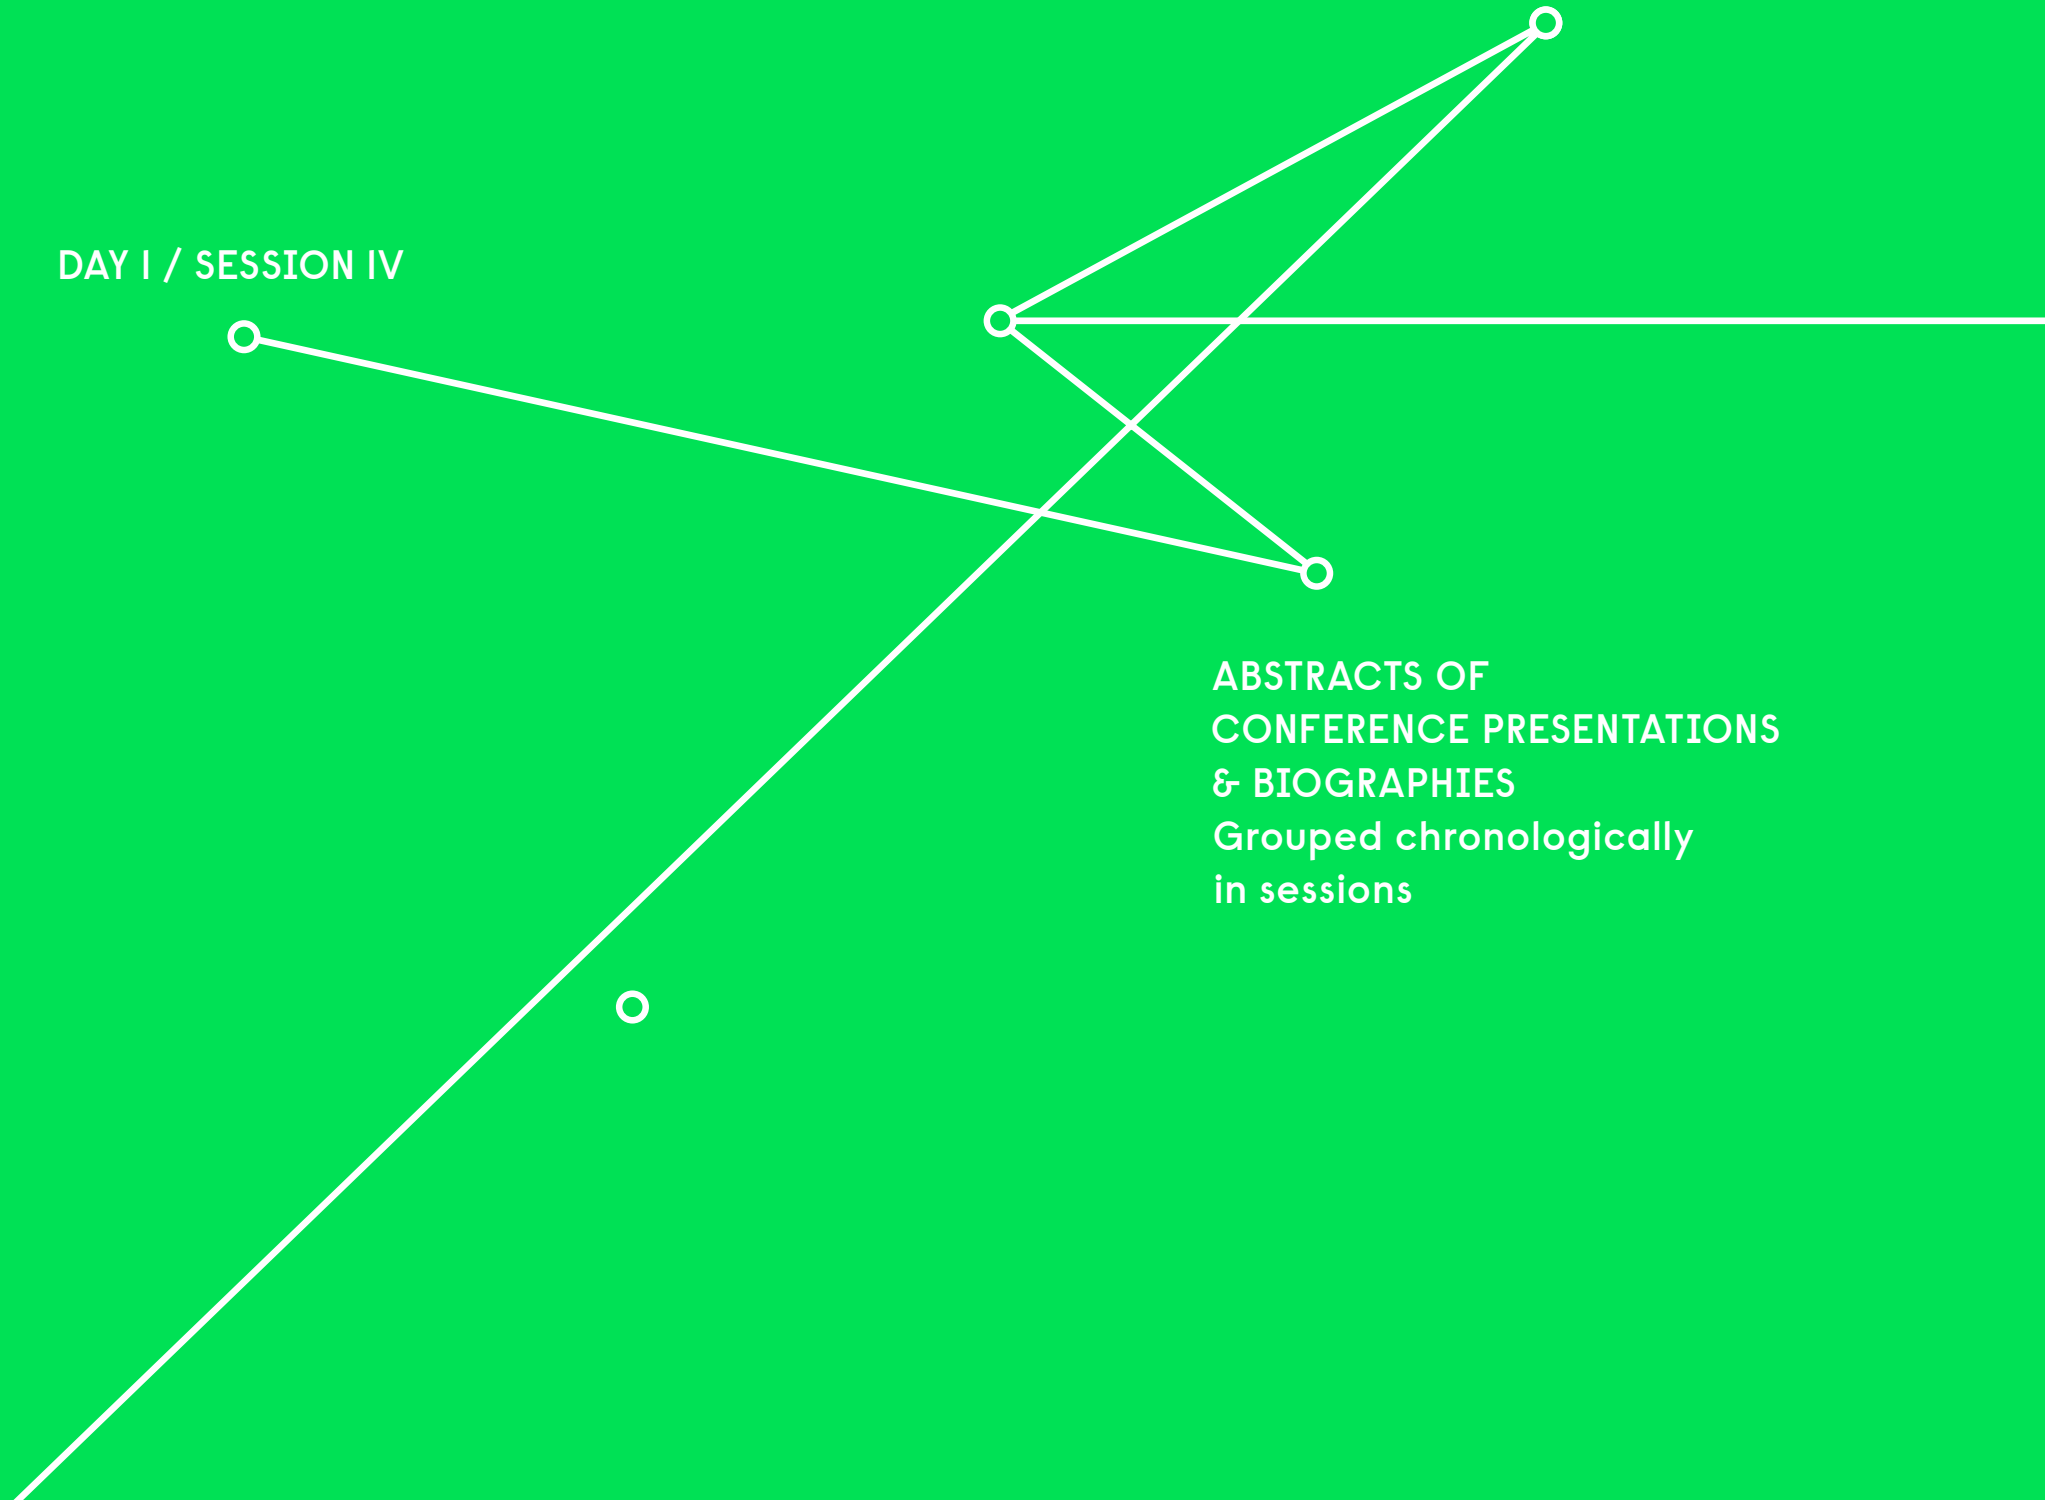 DAY I / SESSION IV
ABSTRACTS OF
CONFERENCE PRESENTATIONS
& BIOGRAPHIES
Grouped chronologically
in sessions